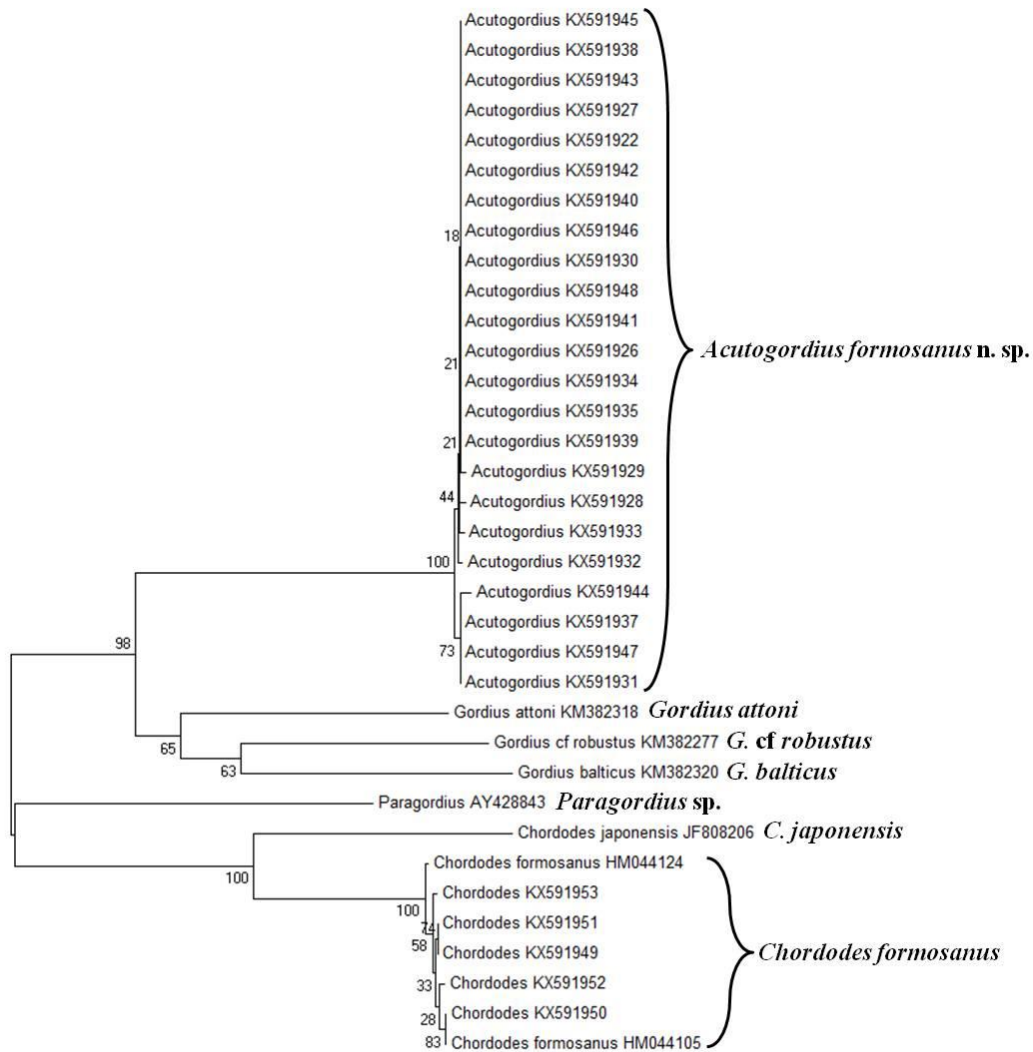 Acutogordius KX591945
Acutogordius KX591938
Acutogordius KX591943
Acutogordius KX591927
Acutogordius KX591922
Acutogordius KX591942
Acutogordius KX591940
Acutogordius KX591946
18
Acutogordius KX591930
Acutogordius KX591948
Acutogordius KX591941
Acutogordius KX591926
Acutogordius formosanus n. sp.
21
Acutogordius KX591934
Acutogordius KX591935
Acutogordius KX591939
21
Acutogordius KX591929
Acutogordius KX591928
44
Acutogordius KX591933
Acutogordius KX591932
100
Acutogordius KX591944
Acutogordius KX591937
Acutogordius KX591947
73
98
Acutogordius KX591931
Gordius attoni KM382318 Gordius attoni
65
Gordius cf robustus KM382277 G. cf robustus
63
Gordius balticus KM382320 G. balticus
Paragordius AY428843 Paragordius sp.
Chordodes japonensis JF808206 C. japonensis
100
Chordodes formosanus HM044124
Chordodes KX591953
100
Chordodes KX591951
74
58
Chordodes KX591949
Chordodes formosanus
Chordodes KX591952
33
Chordodes KX591950
28
Chordodes formosanus HM044105
83